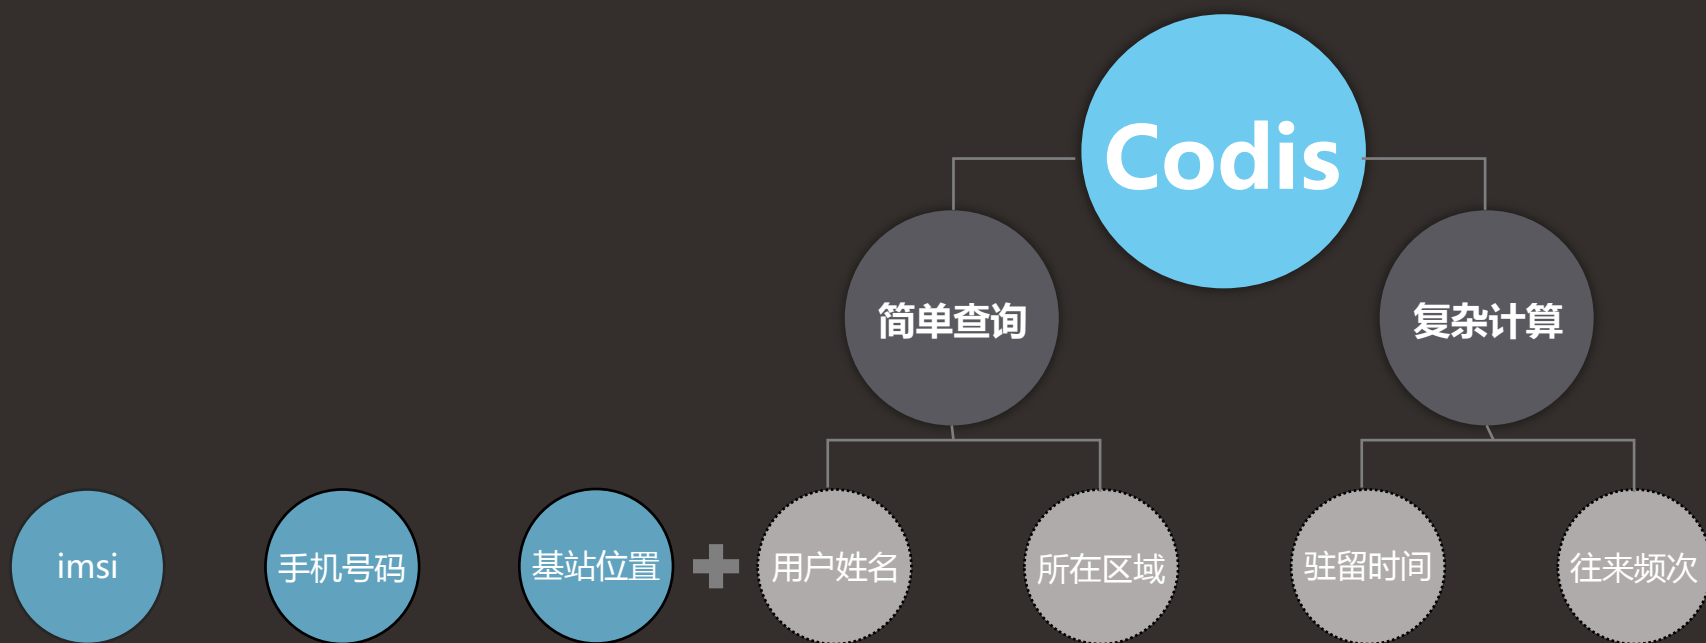 Codis
简单查询
复杂计算
imsi
手机号码
基站位置
用户姓名
所在区域
驻留时间
往来频次